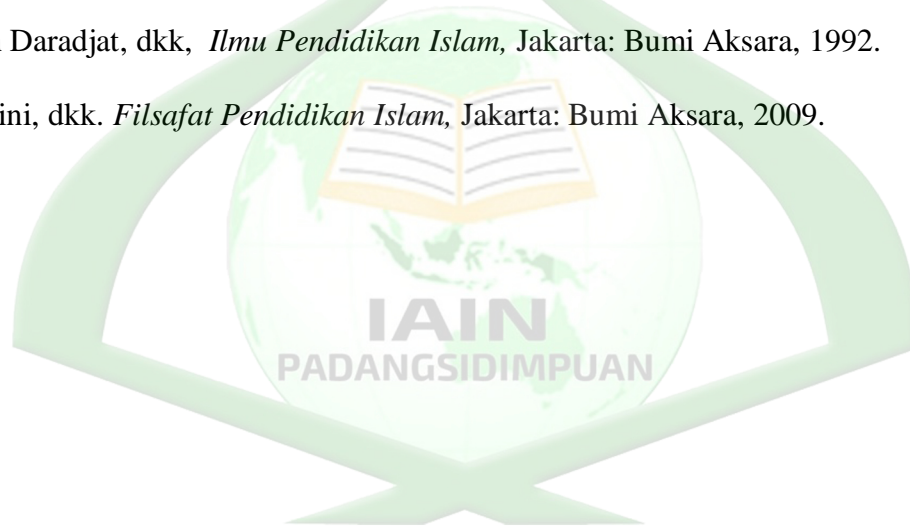 Daradjat, dkk, Ilmu Pendidikan Islam, Jakarta: Bumi Aksara, 1992.
ini, dkk. Filsafat Pendidikan Islam, Jakarta: Bumi Aksara, 2009.
IAIN
PADANGSIDIMPUAN